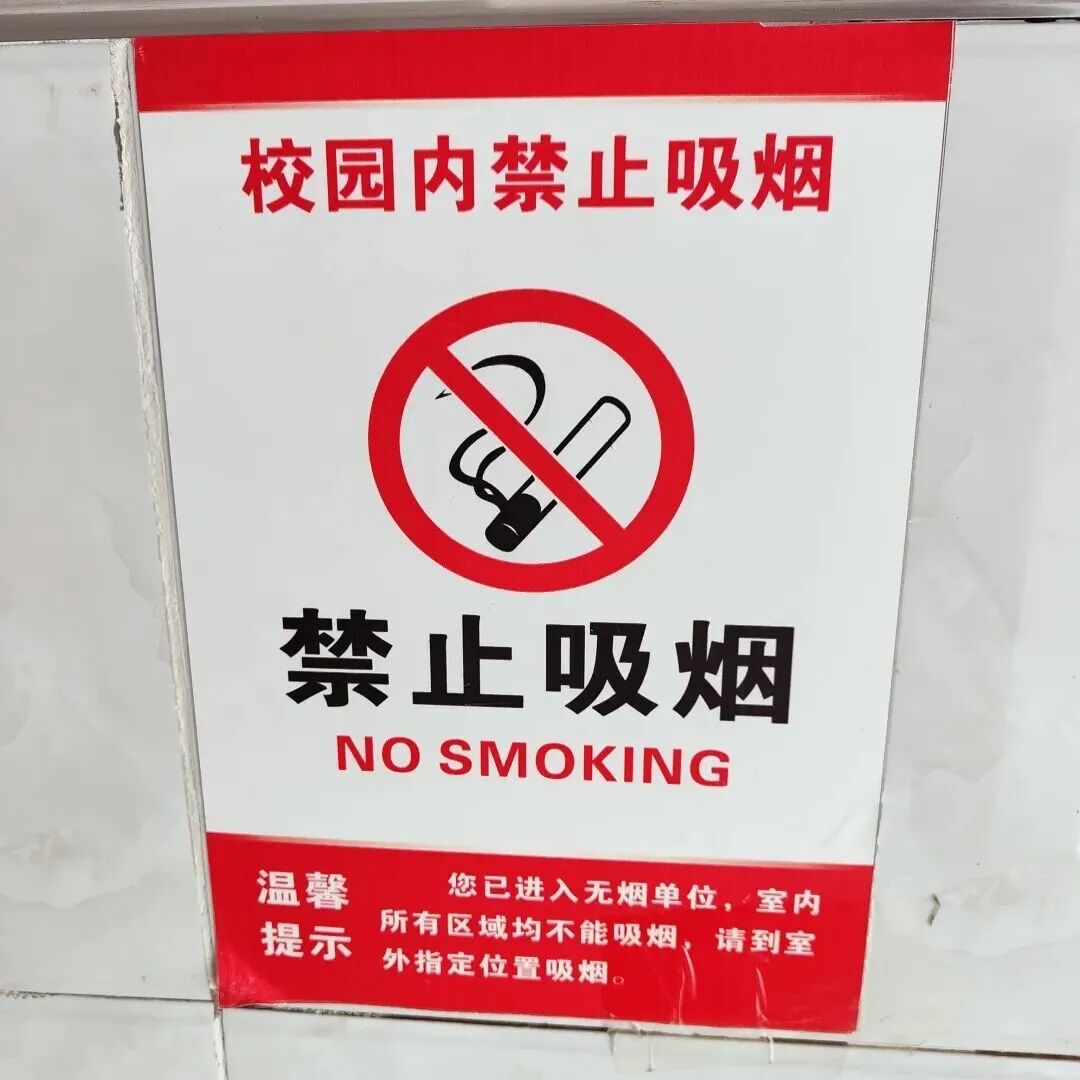 校园内禁止吸烟
禁止吸烟
NO SMOKING
温馨
提示
您已进入无烟单位，室内
所有区域均不能吸烟，请到室
外指定位置吸烟。